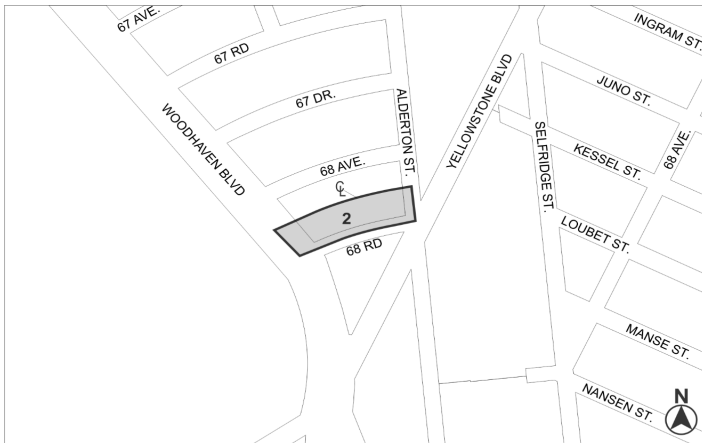 67 AVE.
67 RD
INGRAM ST.
JUNO ST.
67 DR.
ALDERTON ST.
YELLOWSTONE BLVD
WOODHAVEN BLVD
SELFRIDGE ST.
KESSEL ST.
68 AVE.
68 AVE.
℄
2
68 RD
LOUBET ST.
MANSE ST.
NANSEN ST.
N